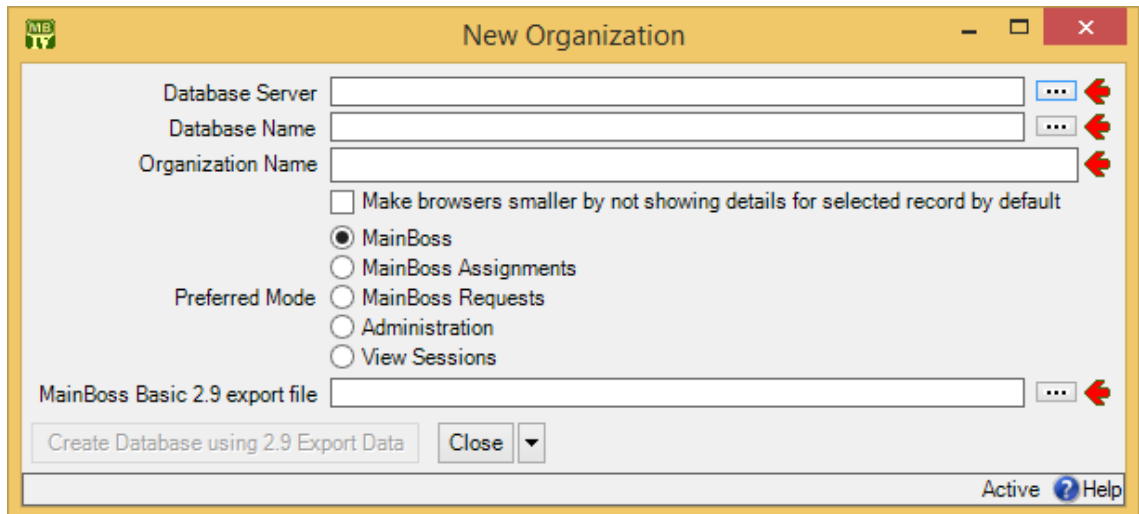 MB
New Organization
Database Server ...
Database Name ...
Organization Name
Make browsers smaller by not showing details for selected record by default
MainBoss
MainBoss Assignments
Preferred Mode MainBoss Requests
Administration
View Sessions
MainBoss Basic 2.9 export file ...
Create Database using 2.9 Export Data Close
Active ? Help